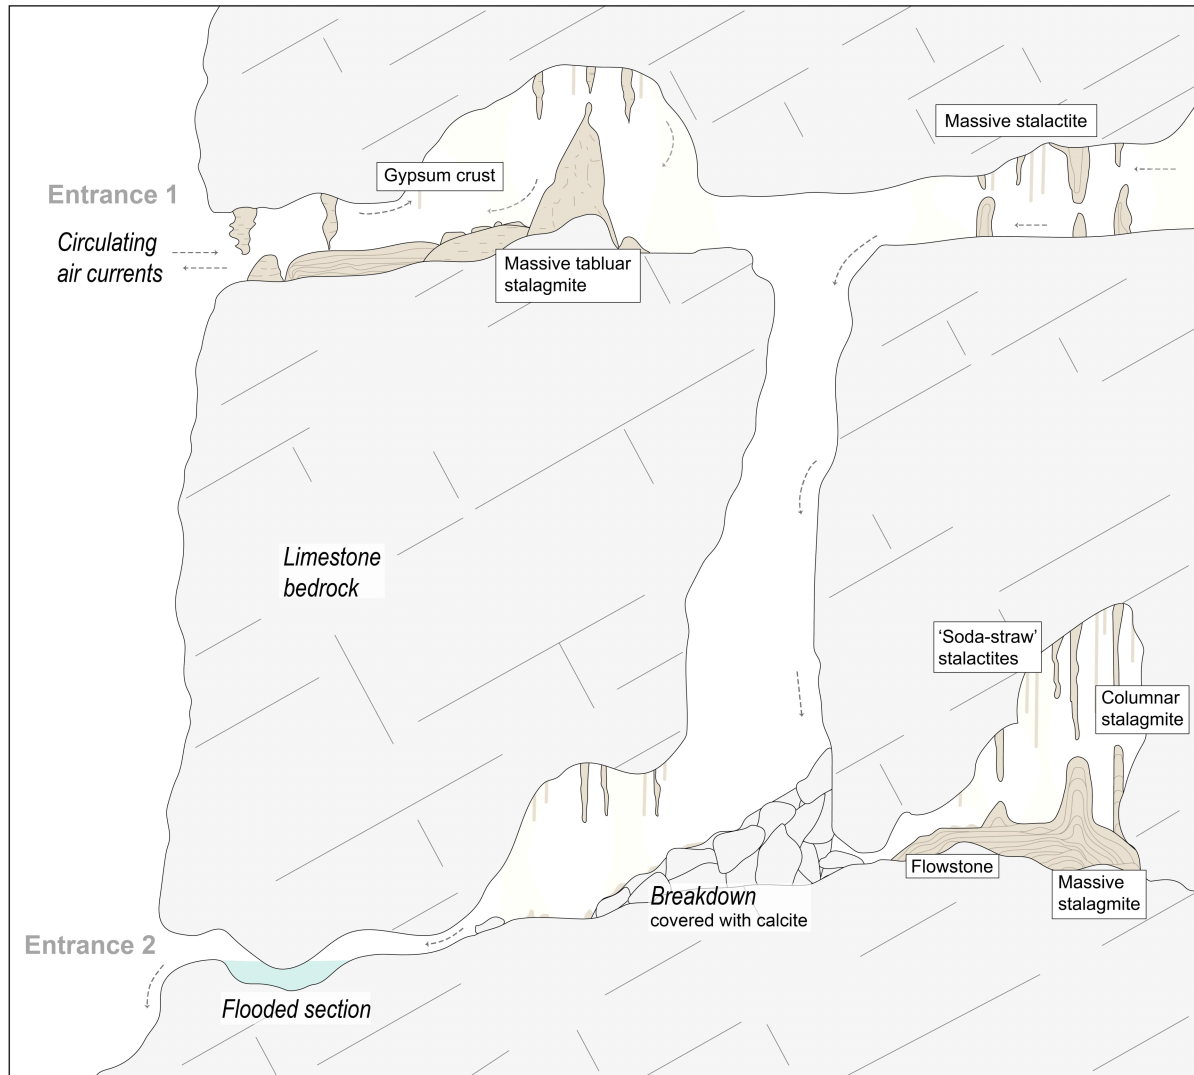 Massive stalactite
Gypsum crust
Entrance 1
Circulating
air currents
Massive tabluar
stalagmite
Limestone
bedrock
‘Soda-straw’
stalactites
Columnar
stalagmite
Flowstone
Massive
stalagmite
Breakdown
covered with calcite
Entrance 2
Flooded section